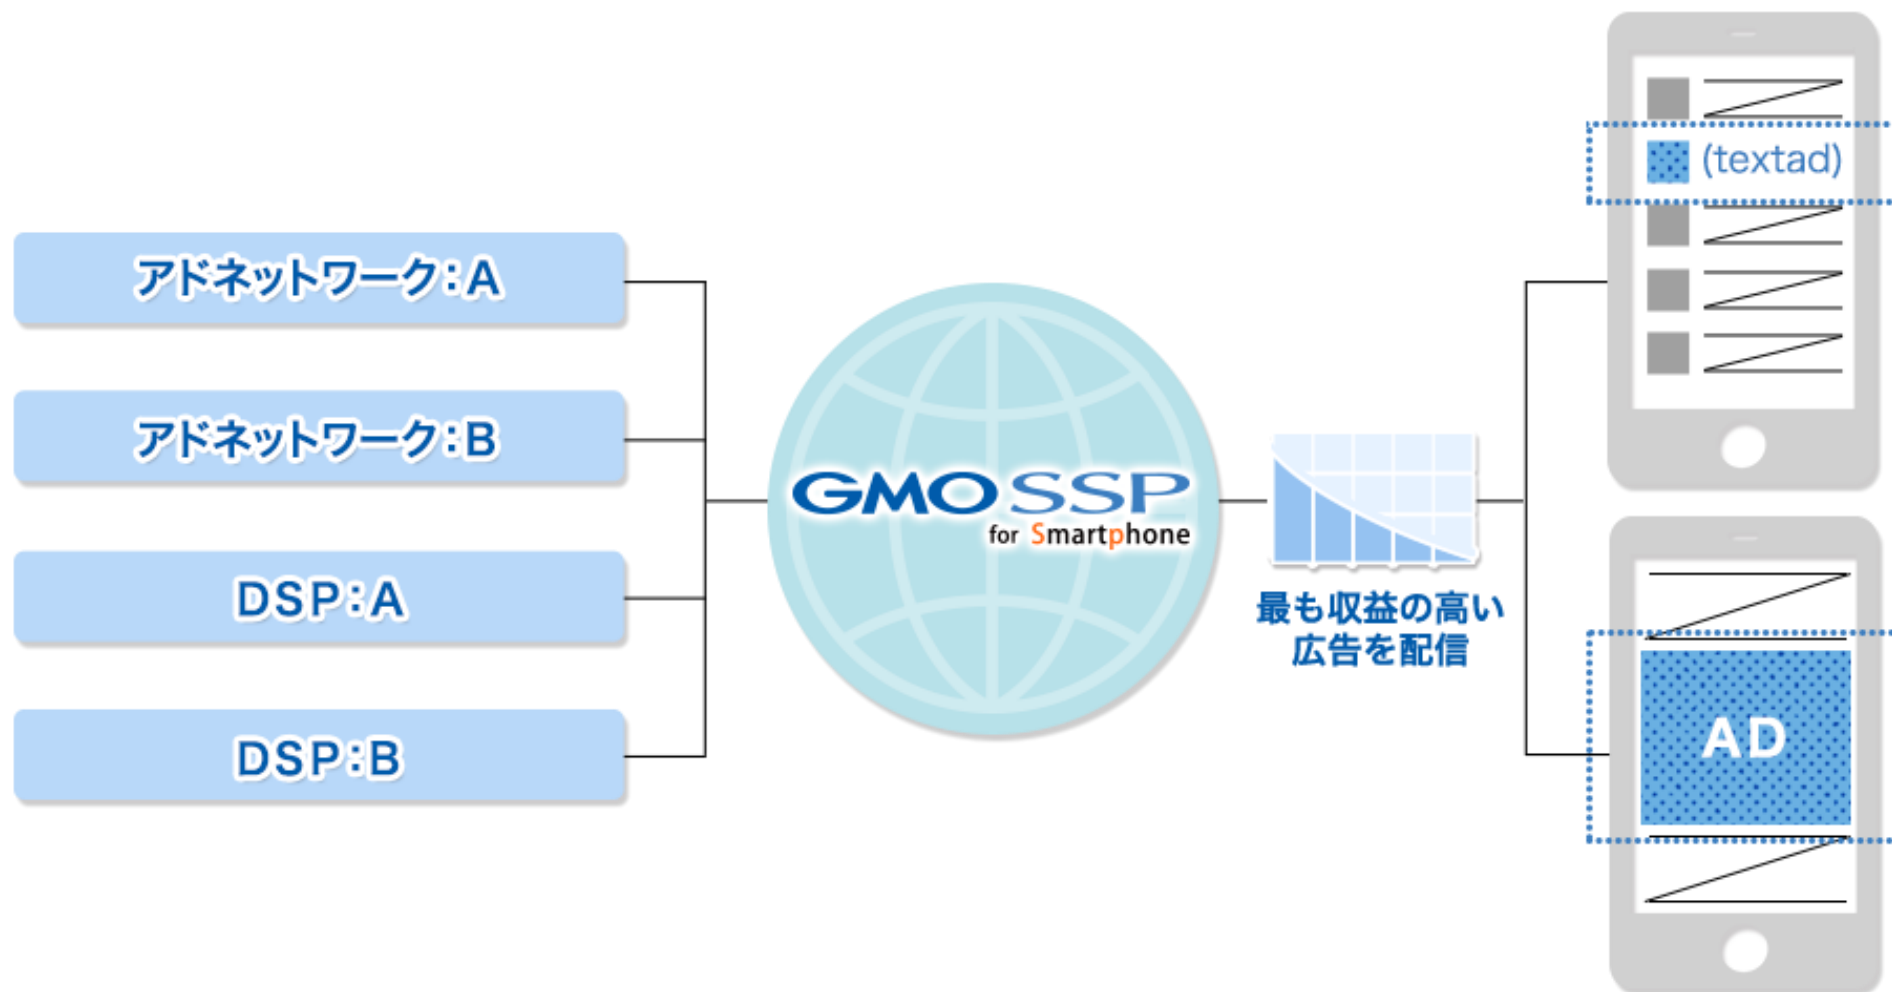 アドネットワーク:A
アドネットワーク:B
DSP:A
DSP:B
GMO SSP
for Smartphone
最も収益の高い
広告を配信
(textad)
AD